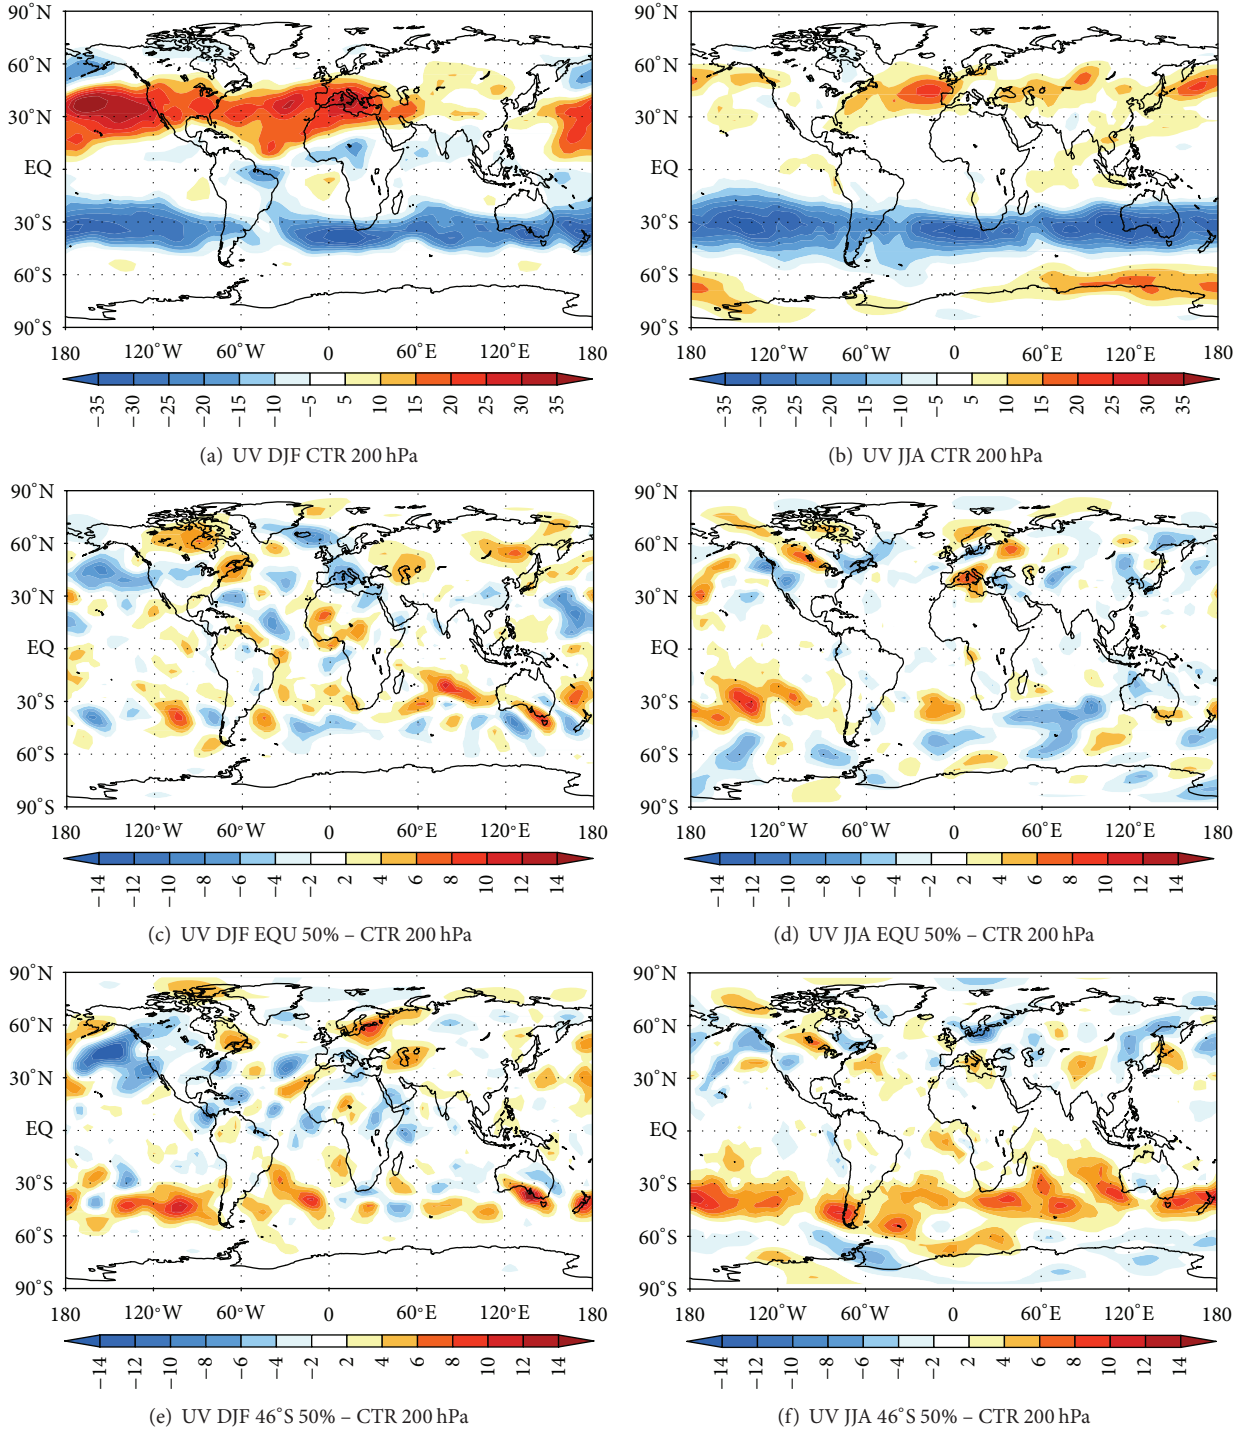 90°N 90°N
60°N 60°N
30°N 30°N
EQ EQ
30°S 30°S
60°S 60°S
90°S 90°S
180 120°W 60°W 0 60°E 120°E 180 180 120°W 60°W 0 60°E 120°E 180
−35 −30 −25 −20 −15 −10 −5 5 10 15 20 25 30 35 −35 −30 −25 −20 −15 −10 −5 5 10 15 20 25 30 35
(a) UV DJF CTR 200 hPa (b) UV JJA CTR 200 hPa
90°N 90°N
60°N 60°N
30°N 30°N
EQ EQ
30°S 30°S
60°S 60°S
90°S 90°S
180 120°W 60°W 0 60°E 120°E 180 180 120°W 60°W 0 60°E 120°E 180
−14 −12 −10 −8 −6 −4 −2 2 4 6 8 10 12 14 −14 −12 −10 −8 −6 −4 −2 2 4 6 8 10 12 14
(c) UV DJF EQU 50% – CTR 200 hPa (d) UV JJA EQU 50% – CTR 200 hPa
90°N 90°N
60°N 60°N
30°N 30°N
EQ EQ
30°S 30°S
60°S 60°S
90°S 90°S
180 120°W 60°W 0 60°E 120°E 180 180 120°W 60°W 0 60°E 120°E 180
−14 −12 −10 −8 −6 −4 −2 2 4 6 8 10 12 14 −14 −12 −10 −8 −6 −4 −2 2 4 6 8 10 12 14
(e) UV DJF 46°S 50% – CTR 200 hPa (f) UV JJA 46°S 50% – CTR 200 hPa